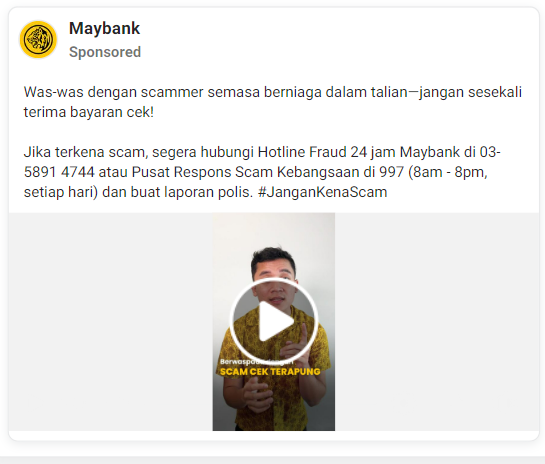 Maybank
Sponsored
Was-was dengan scammer semasa berniaga dalam talian—jangan sesekali
terima bayaran cek!
Jika terkena scam, segera hubungi Hotline Fraud 24 jam Maybank di 03-
5891 4744 atau Pusat Respons Scam Kebangsaan di 997 (8am - 8pm,
setiap hari) dan buat laporan polis. #JanganKenaScam
SCAM CEK TERAPUNG